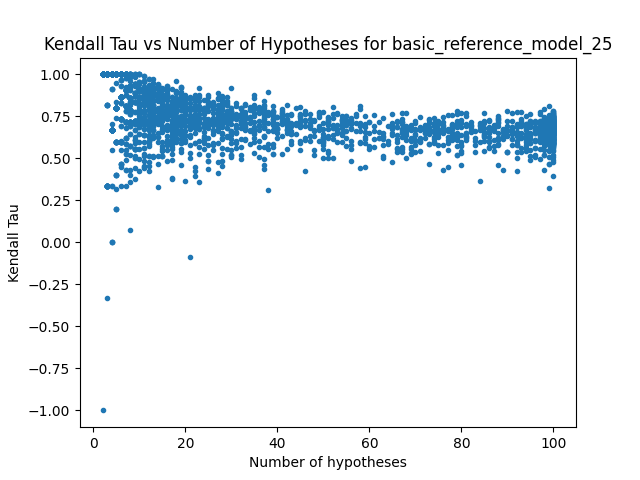 Kendall Tau vs Number of Hypotheses for basic_reference_model_25
1.00
0.75
0.50
0.25
0.00
−0.25
−0.50
−0.75
−1.00
Kendall Tau
0 20 40 60 80 100
Number of hypotheses